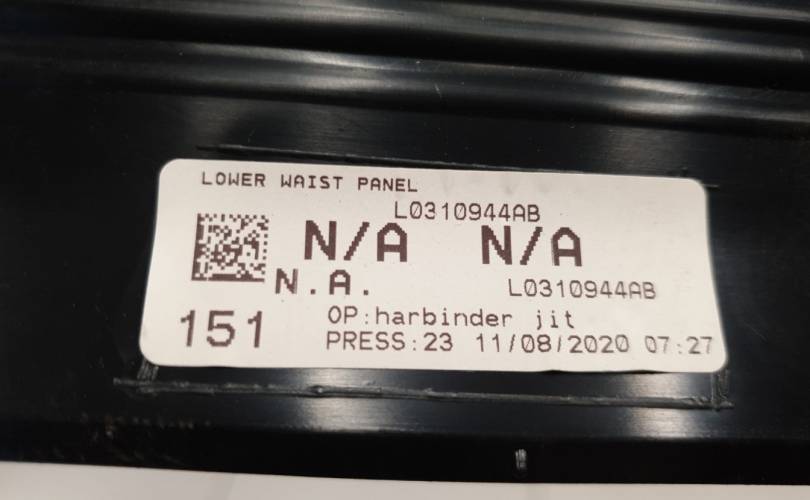 LOWER WAIST PANEL
L0310944AB
N/A N/A
N.A. L0310944AB
151 OP:harbinder jit
PRESS:23 11/08/2020 07:27